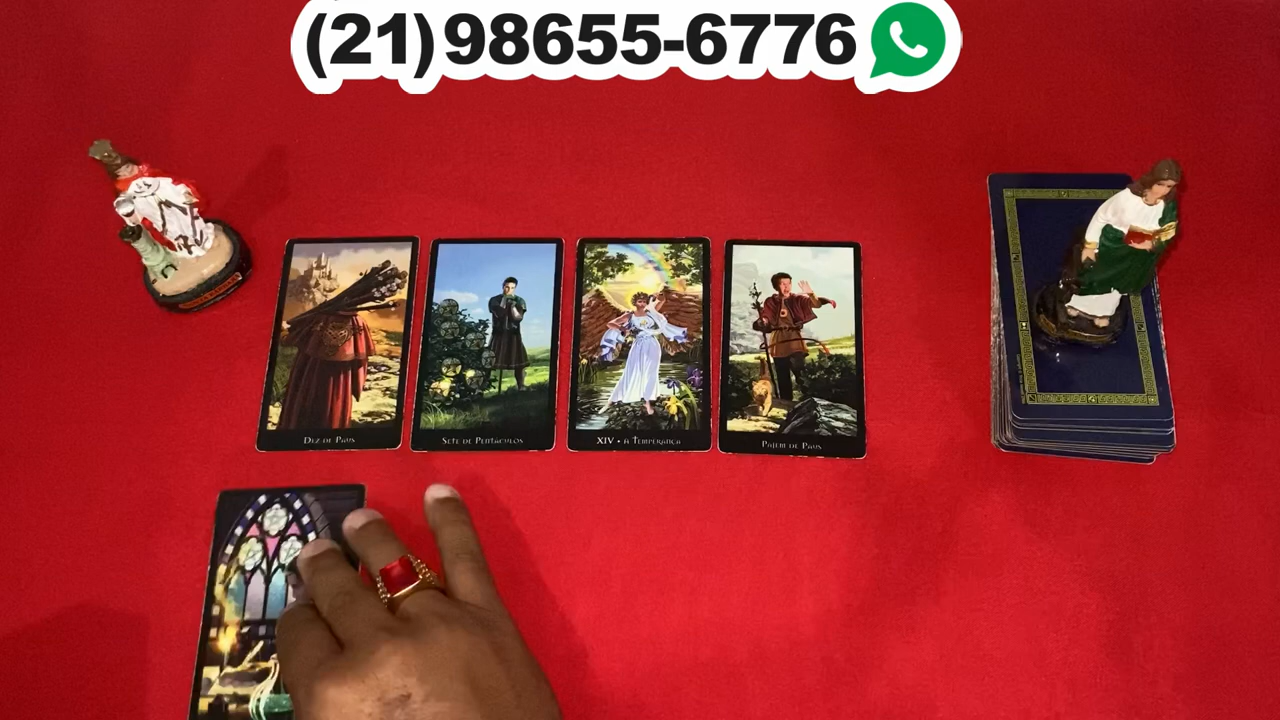 (21)98655-6776
Dez de Paus
Sete de Pentáculos
XIV • A Temperança
Pajem de Paus